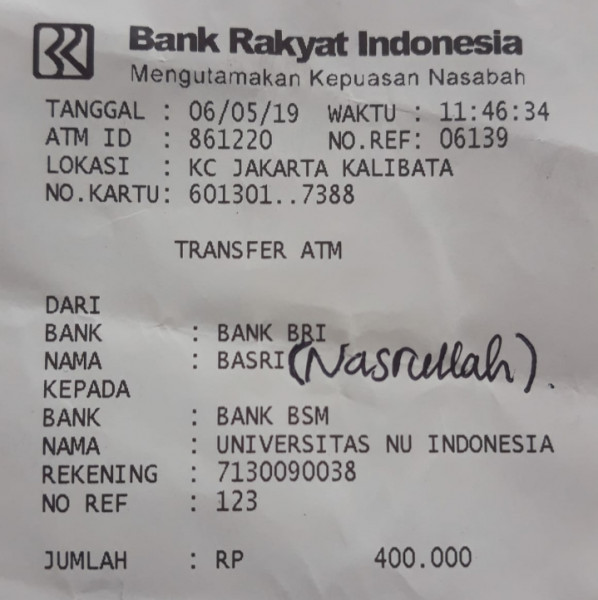 Bank Rakyat Indonesia
Mengutamakan Kepuasan Nasabah
TANGGAL : 06/05/19 WAKTU : 11:46:34
ATM ID : 861220 NO.REF: 06139
LOKASI : KC JAKARTA KALIBATA
NO.KARTU: 601301..7388
TRANSFER ATM
DARI
BANK : BANK BRI
NAMA : BASRI (Nasrullah).
KEPADA
BANK : BANK BSM
NAMA : UNIVERSITAS NU INDONESIA
REKENING : 7130090038
NO REF : 123
JUMLAH : RP 400.000